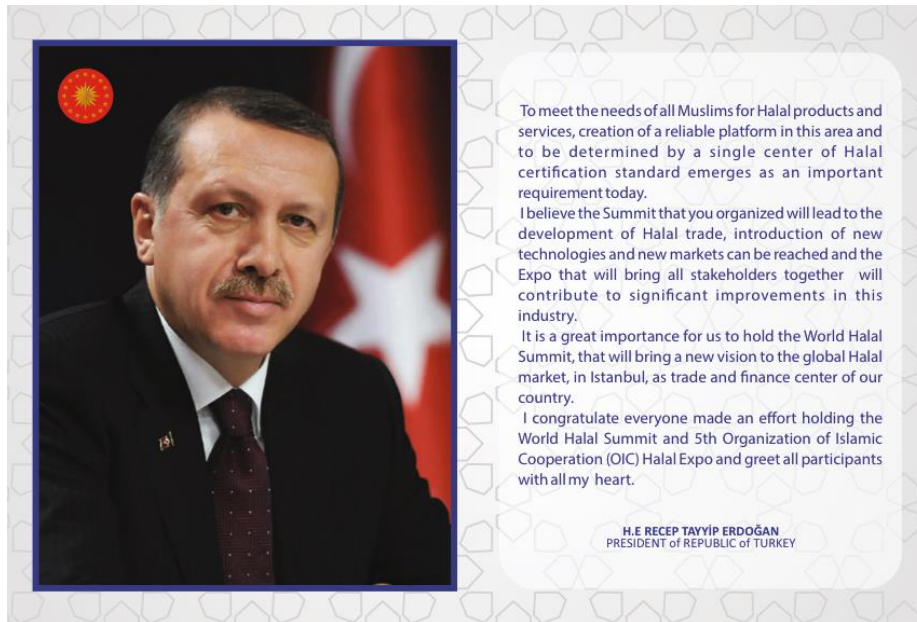 To meet the needs of all Muslims for Halal products and
services, creation of a reliable platform in this area and
to be determined by a single center of Halal
certification standard emerges as an important
requirement today.
I believe the Summit that you organized will lead to the
development of Halal trade, introduction of new
technologies and new markets can be reached and the
Expo that will bring all stakeholders together will
contribute to significant improvements in this
industry.
It is a great importance for us to hold the World Halal
Summit, that will bring a new vision to the global Halal
market, in Istanbul, as trade and finance center of our
country.
I congratulate everyone made an effort holding the
World Halal Summit and 5th Organization of Islamic
Cooperation (OIC) Halal Expo and greet all participants
with all my heart.
H.E RECEP TAYYİP ERDOĞAN
PRESIDENT of REPUBLIC of TURKEY